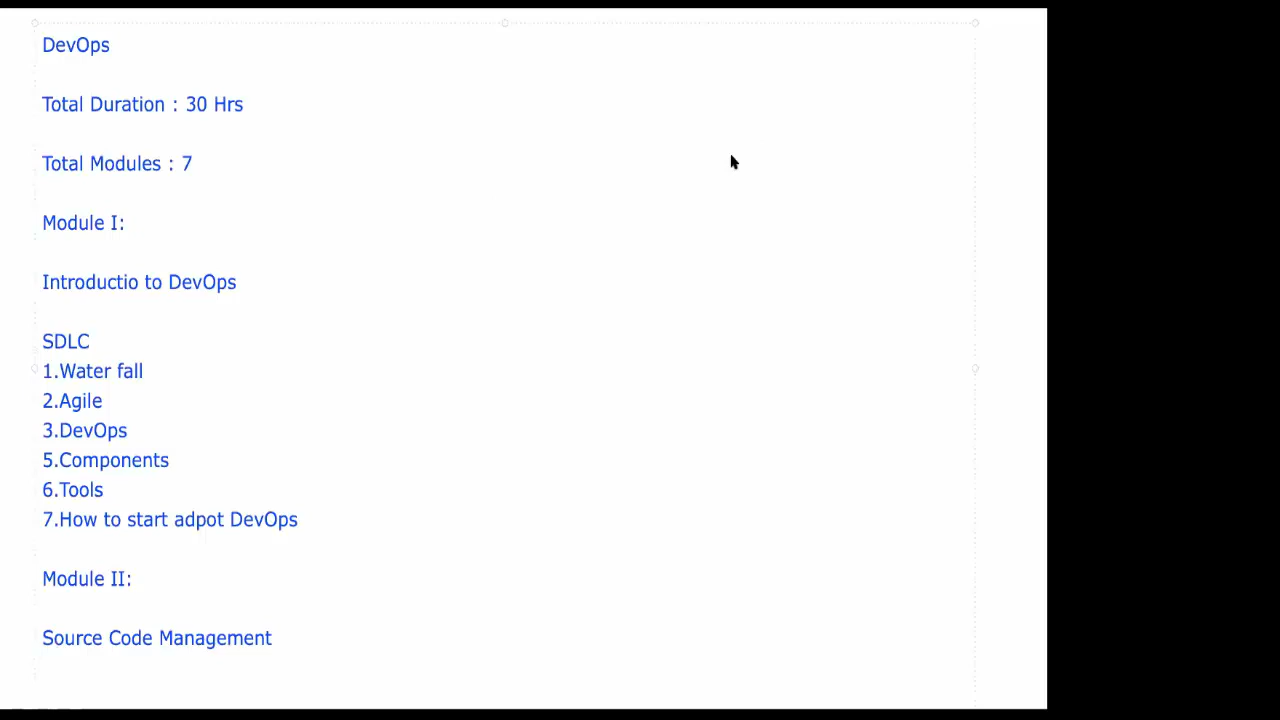 DevOps
Total Duration : 30 Hrs
Total Modules : 7
Module I:
Introductio to DevOps
SDLC
1.Water fall
2.Agile
3.DevOps
5.Components
6.Tools
7.How to start adpot DevOps
Module II:
Source Code Management